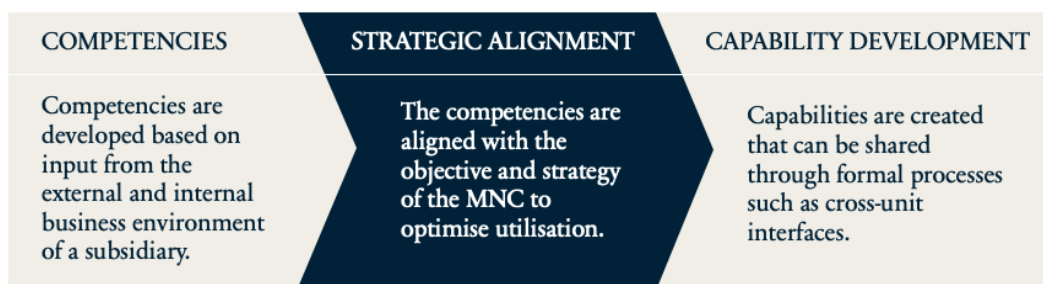 COMPETENCIES
Competencies are
developed based on
input from the
external and internal
business environment
of a subsidiary.
STRATEGIC ALIGNMENT
The competencies are
aligned with the
objective and strategy
of the MNC to
optimise utilisation.
CAPABILITY DEVELOPMENT
Capabilities are created
that can be shared
through formal processes
such as cross-unit
interfaces.